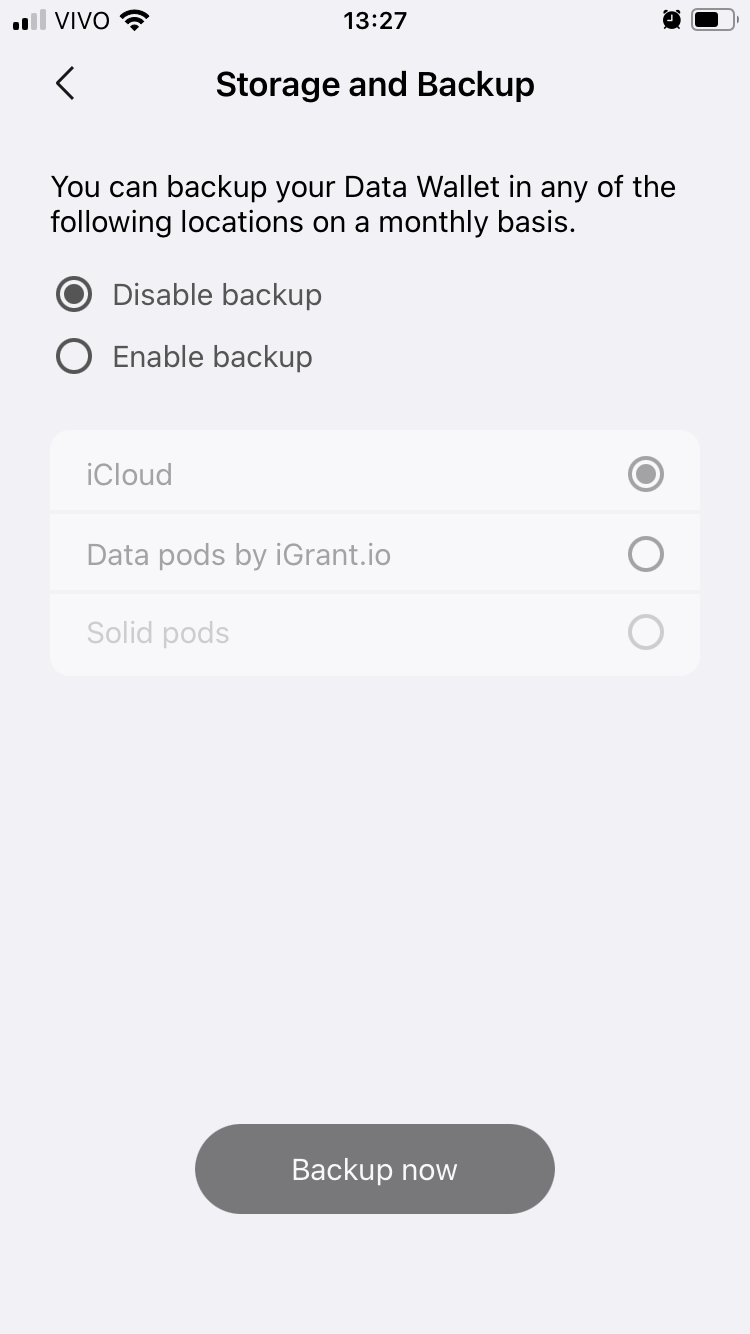 VIVO
13:27
Storage and Backup
You can backup your Data Wallet in any of the
following locations on a monthly basis.
Disable backup
Enable backup
iCloud
Data pods by iGrant.io
Solid pods
Backup now